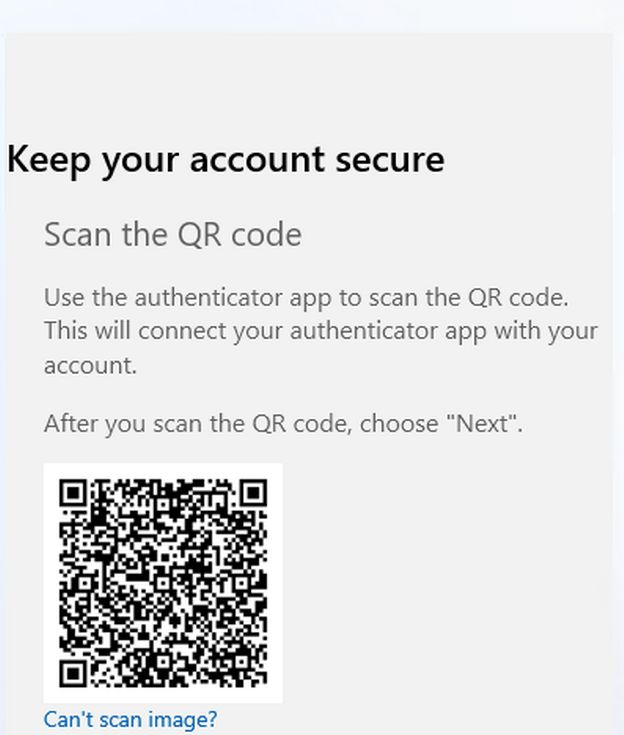 Keep your account secure
Scan the QR code
Use the authenticator app to scan the QR code.
This will connect your authenticator app with your
account.
After you scan the QR code, choose "Next".
Can't scan image?